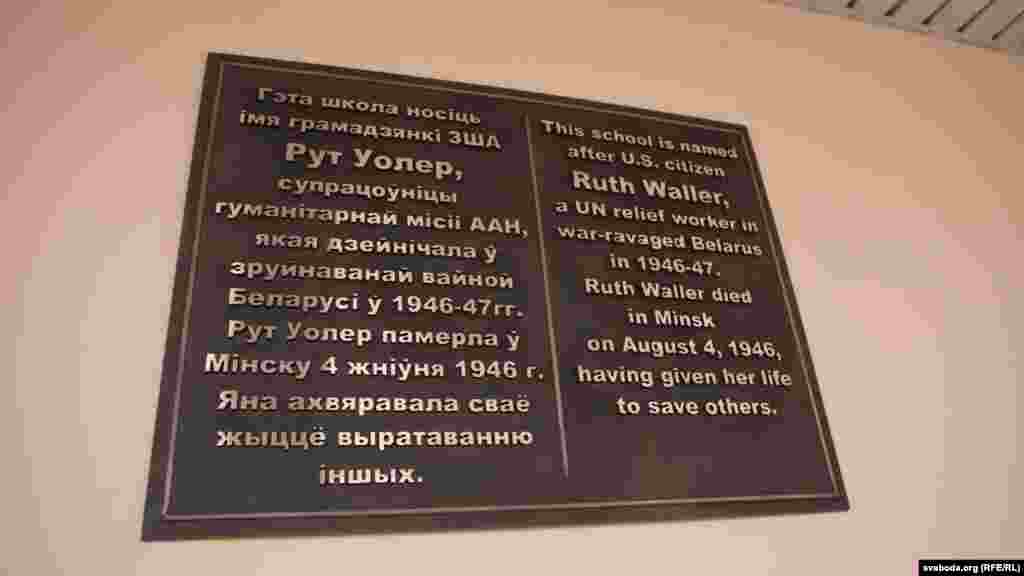 Гэта школа носіць
імя грамадзянкі ЗША
Рут Уолер,
супрацоўніцы
гуманітарнай місіі ААН,
якая дзейнічала ў
зруйнаванай вайной
Беларусі ў 1946-47гг.
Рут Уолер памерла ў
Мінску 4 жніўня 1946 г.
Яна ахвяравала сваё
жыццё выратаванню
іншых.
This school is named
after U.S. citizen
Ruth Waller,
a UN relief worker in
war-ravaged Belarus
in 1946-47.
Ruth Waller died
in Minsk
on August 4, 1946,
having given her life
to save others.
svaboda.org (RFE/RL)